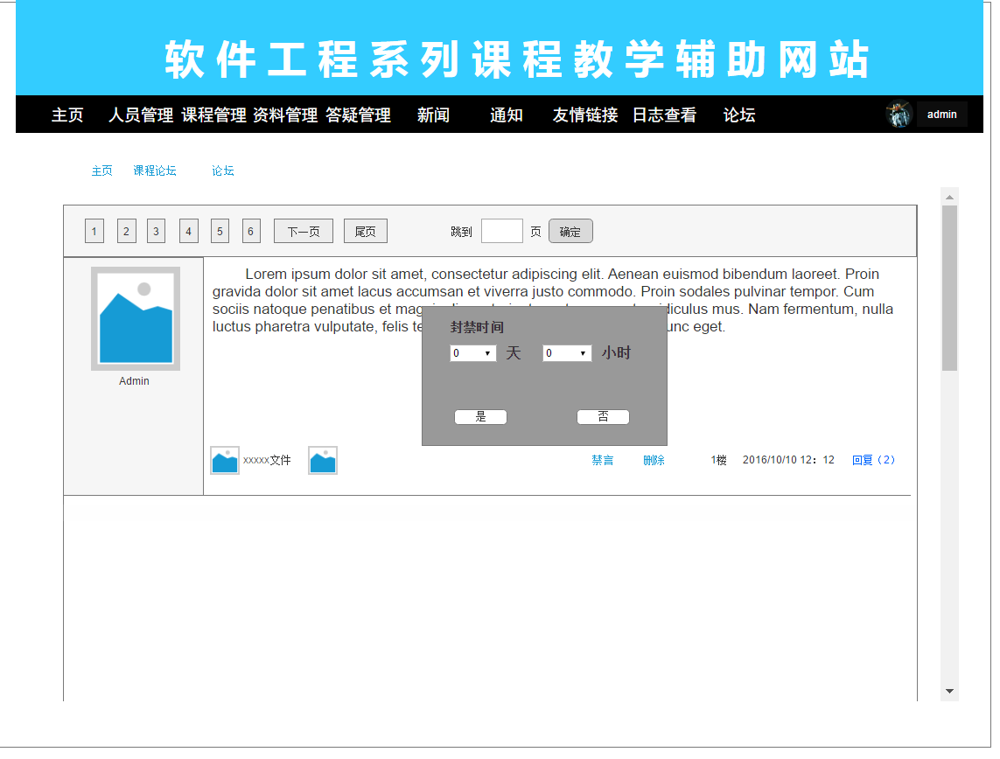 软件工程系列课程教学辅助网站
主页 人员管理 课程管理 资料管理 答疑管理 新闻 通知 友情链接 日志查看 论坛 admin
主页 课程论坛 论坛
1 2 3 4 5 6 下一页 尾页 跳到 页 确定
Lorem ipsum dolor sit amet, consectetur adipiscing elit. Aenean euismod bibendum laoreet. Proin
gravida dolor sit amet lacus accumsan et viverra justo commodo. Proin sodales pulvinar tempor. Cum
sociis natoque penatibus et mus. Nam fermentum, nulla
luctus pharetra vulputate, felis eget.
封禁时间
0 天 0 小时
是 否
Admin
xxxxx文件 禁言 删除 1楼 2016/10/10 12：12 回复（2）